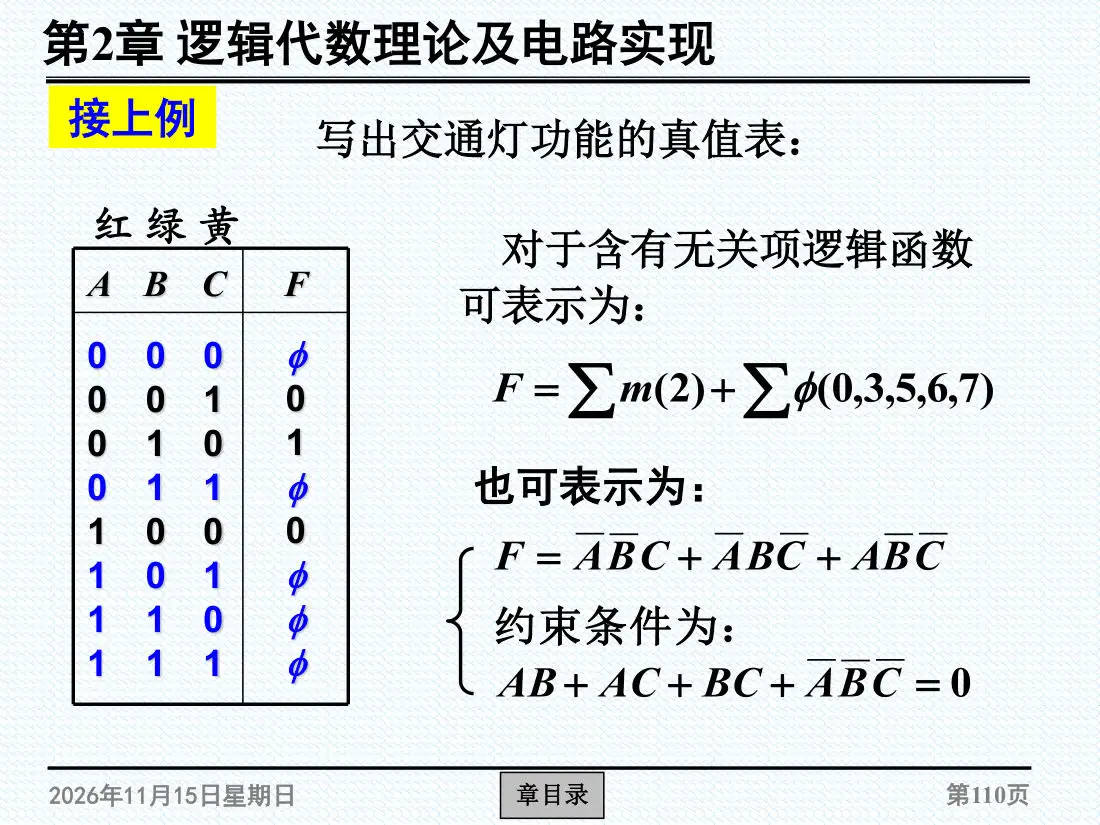 第2章 逻辑代数理论及电路实现
接上例
写出交通灯功能的真值表：
红 绿 黄
A B C F
0 0 0 ϕ
0 0 1 0
0 1 0 1
0 1 1 ϕ
1 0 0 0
1 0 1 ϕ
1 1 0 ϕ
1 1 1 ϕ
对于含有无关项逻辑函数
可表示为：
F = ∑m(2) + ∑ϕ(0,3,5,6,7)
也可表示为：
F = A̅ B̅ C + A̅ B C̅ + A B̅ C̅
约束条件为：
AB + AC + BC + A̅ B̅ C̅ = 0
2026年11月15日星期日
章目录
第110页